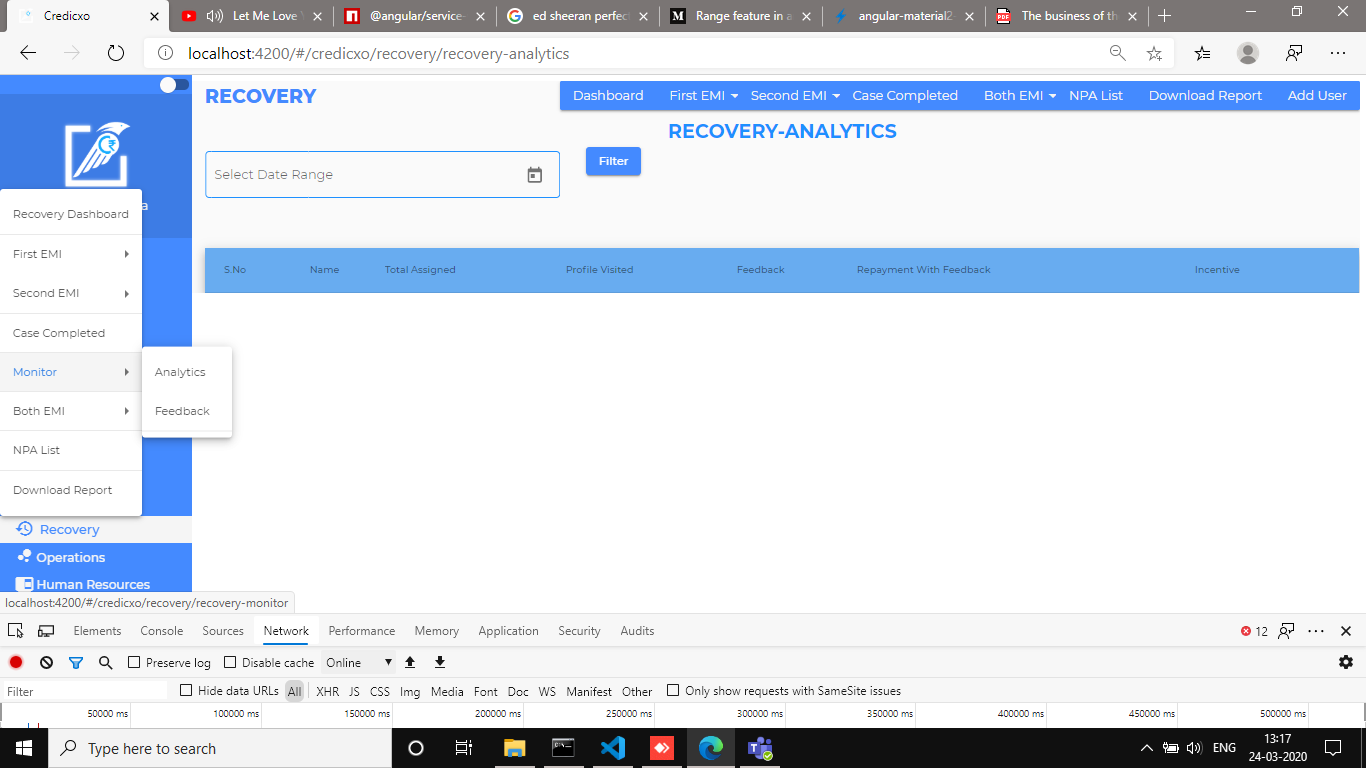 Credicxo
Let Me Love Y
@angular/service-
ed sheeran perfec
Range feature in a
angular-material2-
The business of th
localhost:4200/#/credicxo/recovery/recovery-analytics
RECOVERY
Dashboard First EMI Second EMI Case Completed Both EMI NPA List Download Report Add User
RECOVERY-ANALYTICS
Select Date Range
Filter
S.No Name Total Assigned Profile Visited Feedback Repayment With Feedback Incentive
a
Recovery Dashboard
First EMI
Second EMI
Case Completed
Monitor
Both EMI
NPA List
Download Report
Analytics
Feedback
Recovery
Operations
Human Resources
localhost:4200/#/credicxo/recovery/recovery-monitor
Elements Console Sources Network Performance Memory Application Security Audits 12
Preserve log Disable cache Online
Filter Hide data URLs All XHR JS CSS Img Media Font Doc WS Manifest Other Only show requests with SameSite issues
50000 ms 100000 ms 150000 ms 200000 ms 250000 ms 300000 ms 350000 ms 400000 ms 450000 ms 500000 ms
Type here to search
ENG
13:17
24-03-2020